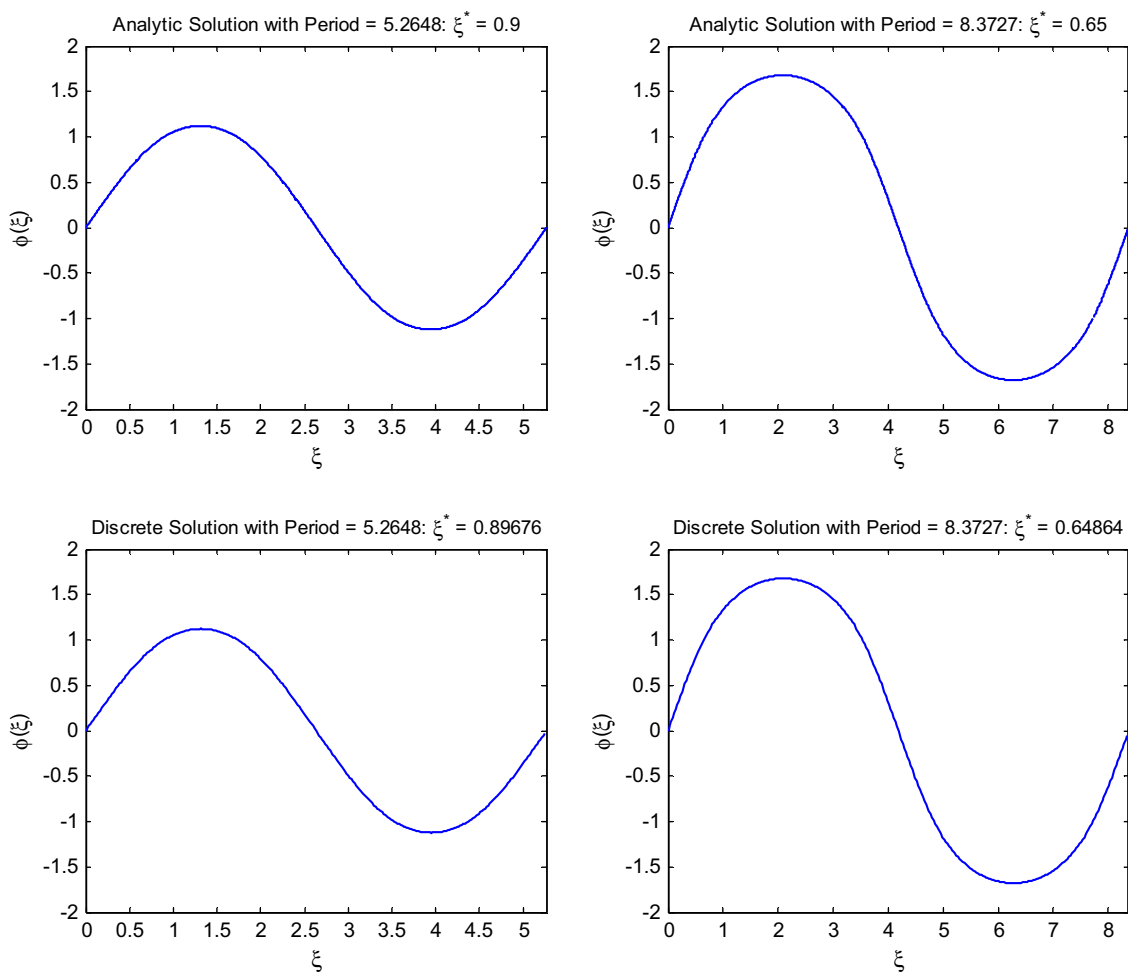 Analytic Solution with Period = 5.2648: ξ* = 0.9
2
1.5
1
0.5
0
-0.5
-1
-1.5
-2
ϕ(ξ)
0 0.5 1 1.5 2 2.5 3 3.5 4 4.5 5
ξ
Analytic Solution with Period = 8.3727: ξ* = 0.65
2
1.5
1
0.5
0
-0.5
-1
-1.5
-2
ϕ(ξ)
0 1 2 3 4 5 6 7 8
ξ
Discrete Solution with Period = 5.2648: ξ* = 0.89676
2
1.5
1
0.5
0
-0.5
-1
-1.5
-2
ϕ(ξ)
0 0.5 1 1.5 2 2.5 3 3.5 4 4.5 5
ξ
Discrete Solution with Period = 8.3727: ξ* = 0.64864
2
1.5
1
0.5
0
-0.5
-1
-1.5
-2
ϕ(ξ)
0 1 2 3 4 5 6 7 8
ξ